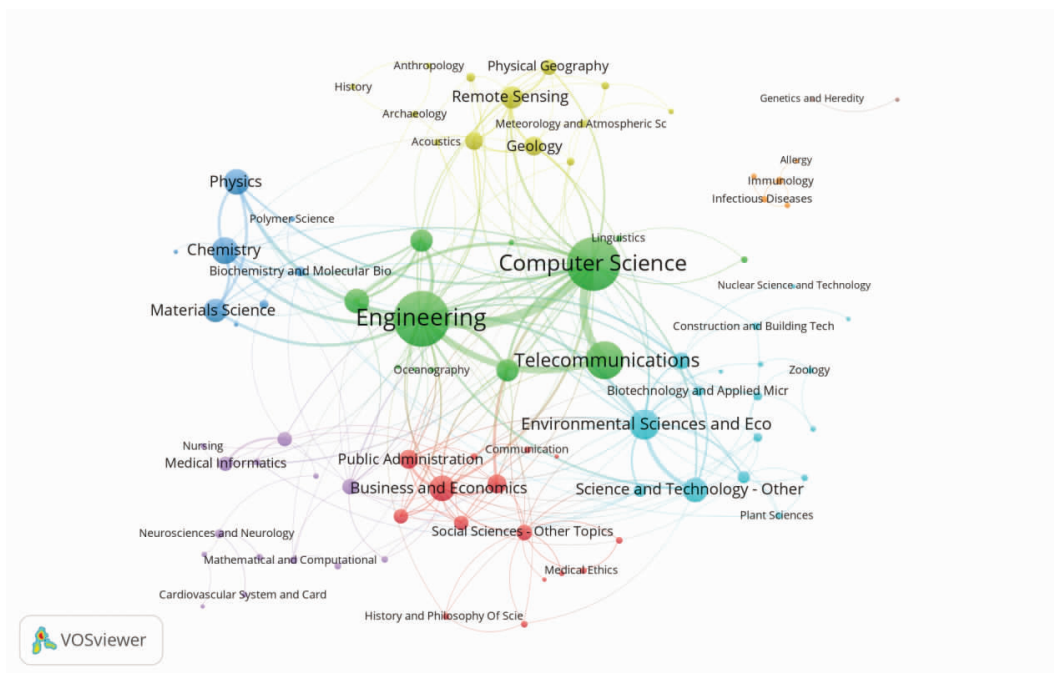 Anthropology
Physical Geography
History
Remote Sensing
Genetics and Heredity
Archaeology
Meteorology and Atmospheric Sc
Acoustics
Geology
Allergy
Physics
Immunology
Infectious Diseases
Polymer Science
Linguistics
Chemistry
Computer Science
Biochemistry and Molecular Bio
Nuclear Science and Technology
Materials Science
Engineering
Construction and Building Tech
Telecommunications
Oceanography
Zoology
Biotechnology and Applied Micr
Environmental Sciences and Eco
Nursing
Communication
Medical Informatics
Public Administration
Business and Economics
Science and Technology - Other
Plant Sciences
Neurosciences and Neurology
Social Sciences - Other Topics
Mathematical and Computational
Medical Ethics
Cardiovascular System and Card
History and Philosophy Of Scie
VOSviewer